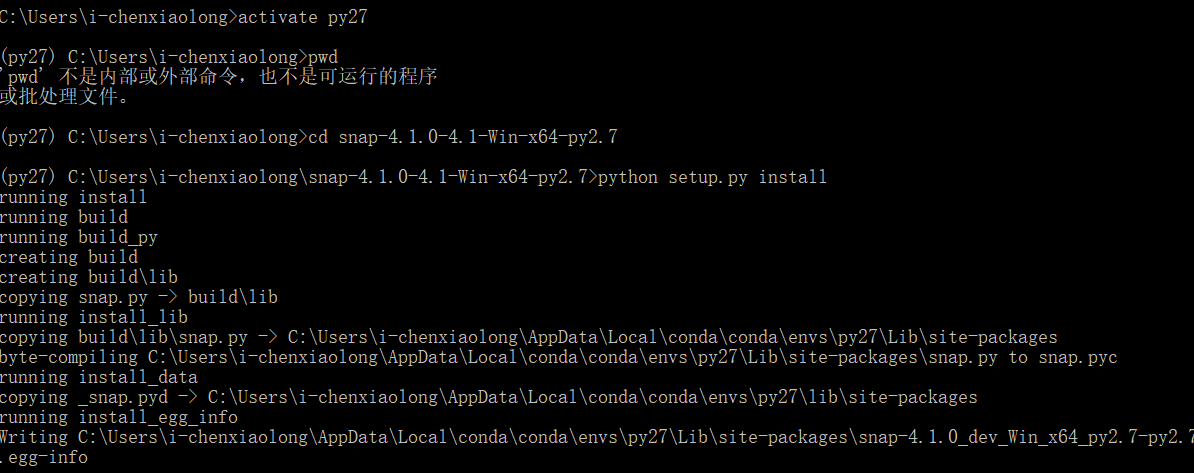 C:\Users\i-chenxiaolong>activate py27
(py27) C:\Users\i-chenxiaolong>pwd
'pwd' 不是内部或外部命令，也不是可运行的程序
或批处理文件。
(py27) C:\Users\i-chenxiaolong>cd snap-4.1.0-4.1-Win-x64-py2.7
(py27) C:\Users\i-chenxiaolong\snap-4.1.0-4.1-Win-x64-py2.7>python setup.py install
running install
running build
running build_py
creating build
creating build\lib
copying snap.py -> build\lib
running install_lib
copying build\lib\snap.py -> C:\Users\i-chenxiaolong\AppData\Local\conda\conda\envs\py27\Lib\site-packages
byte-compiling C:\Users\i-chenxiaolong\AppData\Local\conda\conda\envs\py27\Lib\site-packages\snap.py to snap.pyc
running install_data
copying _snap.pyd -> C:\Users\i-chenxiaolong\AppData\Local\conda\conda\envs\py27\lib\site-packages
running install_egg_info
Writing C:\Users\i-chenxiaolong\AppData\Local\conda\conda\envs\py27\Lib\site-packages\snap-4.1.0_dev_Win_x64_py2.7-py2.7
.egg-info